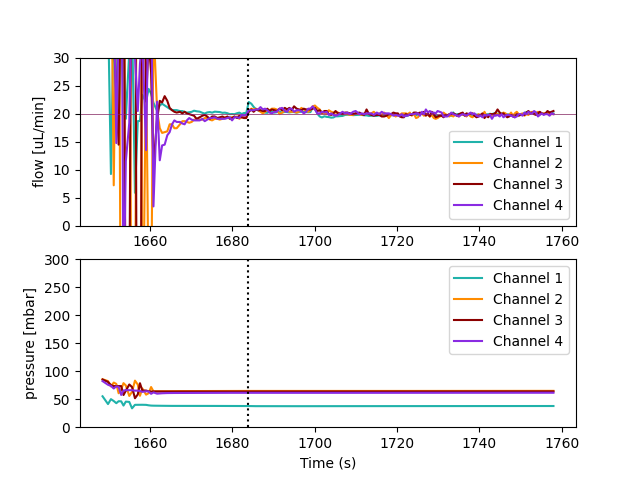 30
25
20
15
10
5
0
flow [uL/min]
1660 1680 1700 1720 1740 1760
Channel 1
Channel 2
Channel 3
Channel 4
300
250
200
150
100
50
0
pressure [mbar]
1660 1680 1700 1720 1740 1760
Channel 1
Channel 2
Channel 3
Channel 4
Time (s)